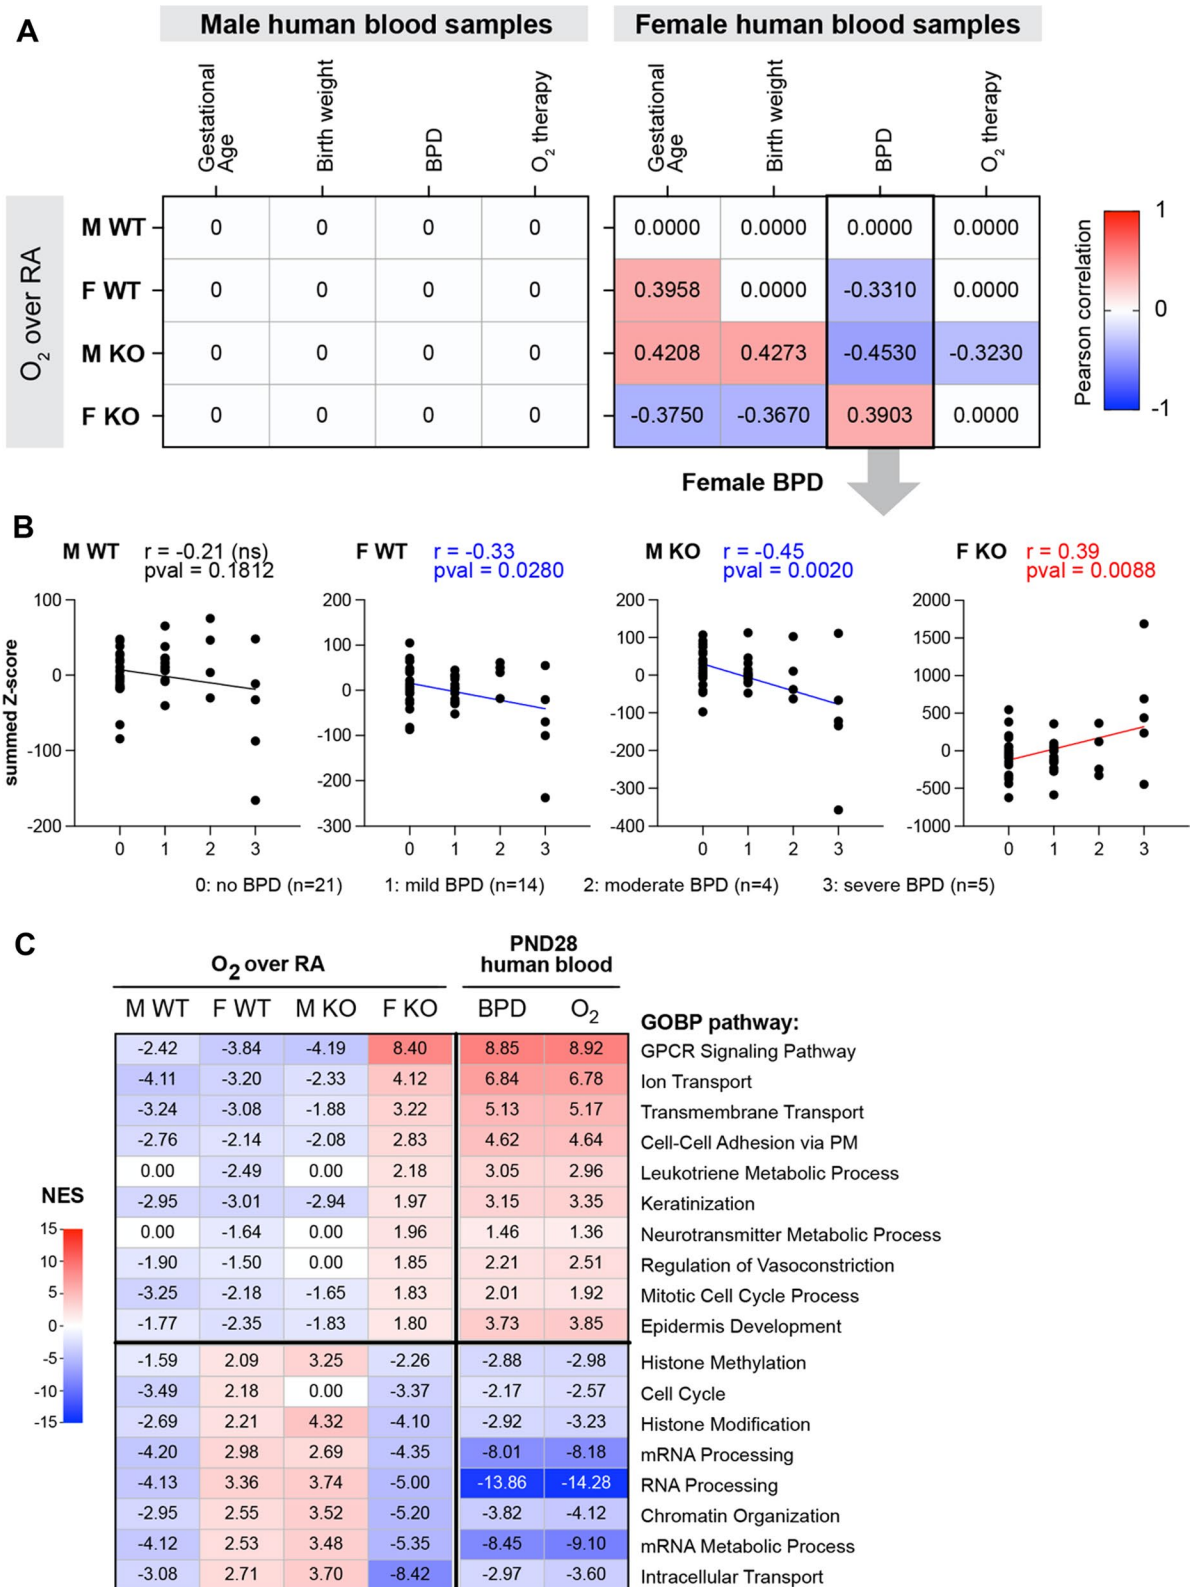 A
Male human blood samples
Female human blood samples
Gestational Age
Birth weight
BPD
O2 therapy
Gestational Age
Birth weight
BPD
O2 therapy
O2 over RA
M WT 0 0 0 0 0.0000 0.0000 0.0000 0.0000
F WT 0 0 0 0 0.3958 0.0000 -0.3310 0.0000
M KO 0 0 0 0 0.4208 0.4273 -0.4530 -0.3230
F KO 0 0 0 0 -0.3750 -0.3670 0.3903 0.0000
Pearson correlation
1
0
-1
Female BPD
B
M WT r = -0.21 (ns)
pval = 0.1812
F WT r = -0.33
pval = 0.0280
M KO r = -0.45
pval = 0.0020
F KO r = 0.39
pval = 0.0088
summed Z-score
100
0
-100
-200
0 1 2 3
200
100
0
-100
-200
-300
0 1 2 3
200
100
0
-100
-200
-300
-400
0 1 2 3
2000
1500
1000
500
0
-500
-1000
0 1 2 3
0: no BPD (n=21) 1: mild BPD (n=14) 2: moderate BPD (n=4) 3: severe BPD (n=5)
C
O2 over RA
PND28
human blood
M WT F WT M KO F KO BPD O2
GOBP pathway:
-2.42 -3.84 -4.19 8.40 8.85 8.92 GPCR Signaling Pathway
-4.11 -3.20 -2.33 4.12 6.84 6.78 Ion Transport
-3.24 -3.08 -1.88 3.22 5.13 5.17 Transmembrane Transport
-2.76 -2.14 -2.08 2.83 4.62 4.64 Cell-Cell Adhesion via PM
0.00 -2.49 0.00 2.18 3.05 2.96 Leukotriene Metabolic Process
-2.95 -3.01 -2.94 1.97 3.15 3.35 Keratinization
0.00 -1.64 0.00 1.96 1.46 1.36 Neurotransmitter Metabolic Process
-1.90 -1.50 0.00 1.85 2.21 2.51 Regulation of Vasoconstriction
-3.25 -2.18 -1.65 1.83 2.01 1.92 Mitotic Cell Cycle Process
-1.77 -2.35 -1.83 1.80 3.73 3.85 Epidermis Development
-1.59 2.09 3.25 -2.26 -2.88 -2.98 Histone Methylation
-3.49 2.18 0.00 -3.37 -2.17 -2.57 Cell Cycle
-2.69 2.21 4.32 -4.10 -2.92 -3.23 Histone Modification
-4.20 2.98 2.69 -4.35 -8.01 -8.18 mRNA Processing
-4.13 3.36 3.74 -5.00 -13.86 -14.28 RNA Processing
-2.95 2.55 3.52 -5.20 -3.82 -4.12 Chromatin Organization
-4.12 2.53 3.48 -5.35 -8.45 -9.10 mRNA Metabolic Process
-3.08 2.71 3.70 -8.42 -2.97 -3.60 Intracellular Transport
NES
15
10
5
0
-5
-10
-15